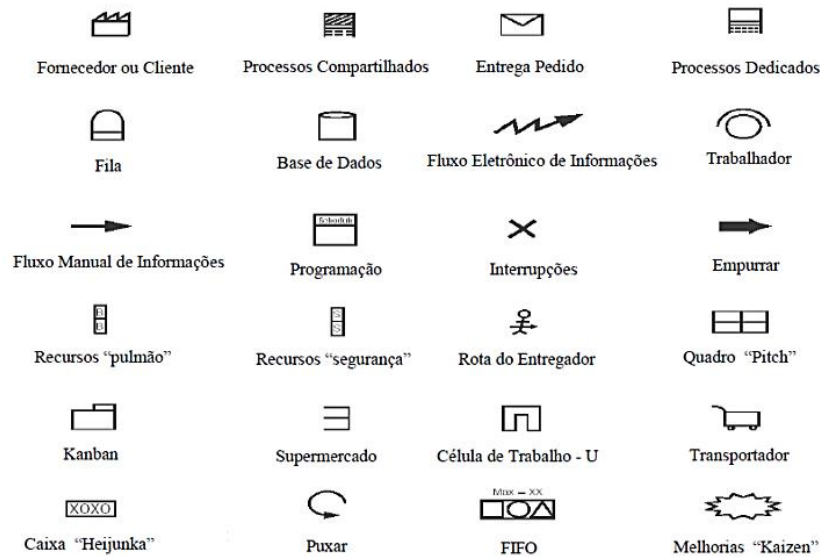 Fornecedor ou Cliente
Processos Compartilhados
Entrega Pedido
Processos Dedicados
Fila
Base de Dados
Fluxo Eletrônico de Informações
Trabalhador
Fluxo Manual de Informações
Schedule
Programação
Interrupções
Empurrar
B
B
Recursos “pulmão”
S
S
Recursos “segurança”
Rota do Entregador
Quadro “Pitch”
Kanban
Supermercado
Célula de Trabalho - U
Transportador
XOXO
Caixa “Heijunka”
Puxar
Max = XX
FIFO
Melhorias “Kaizen”